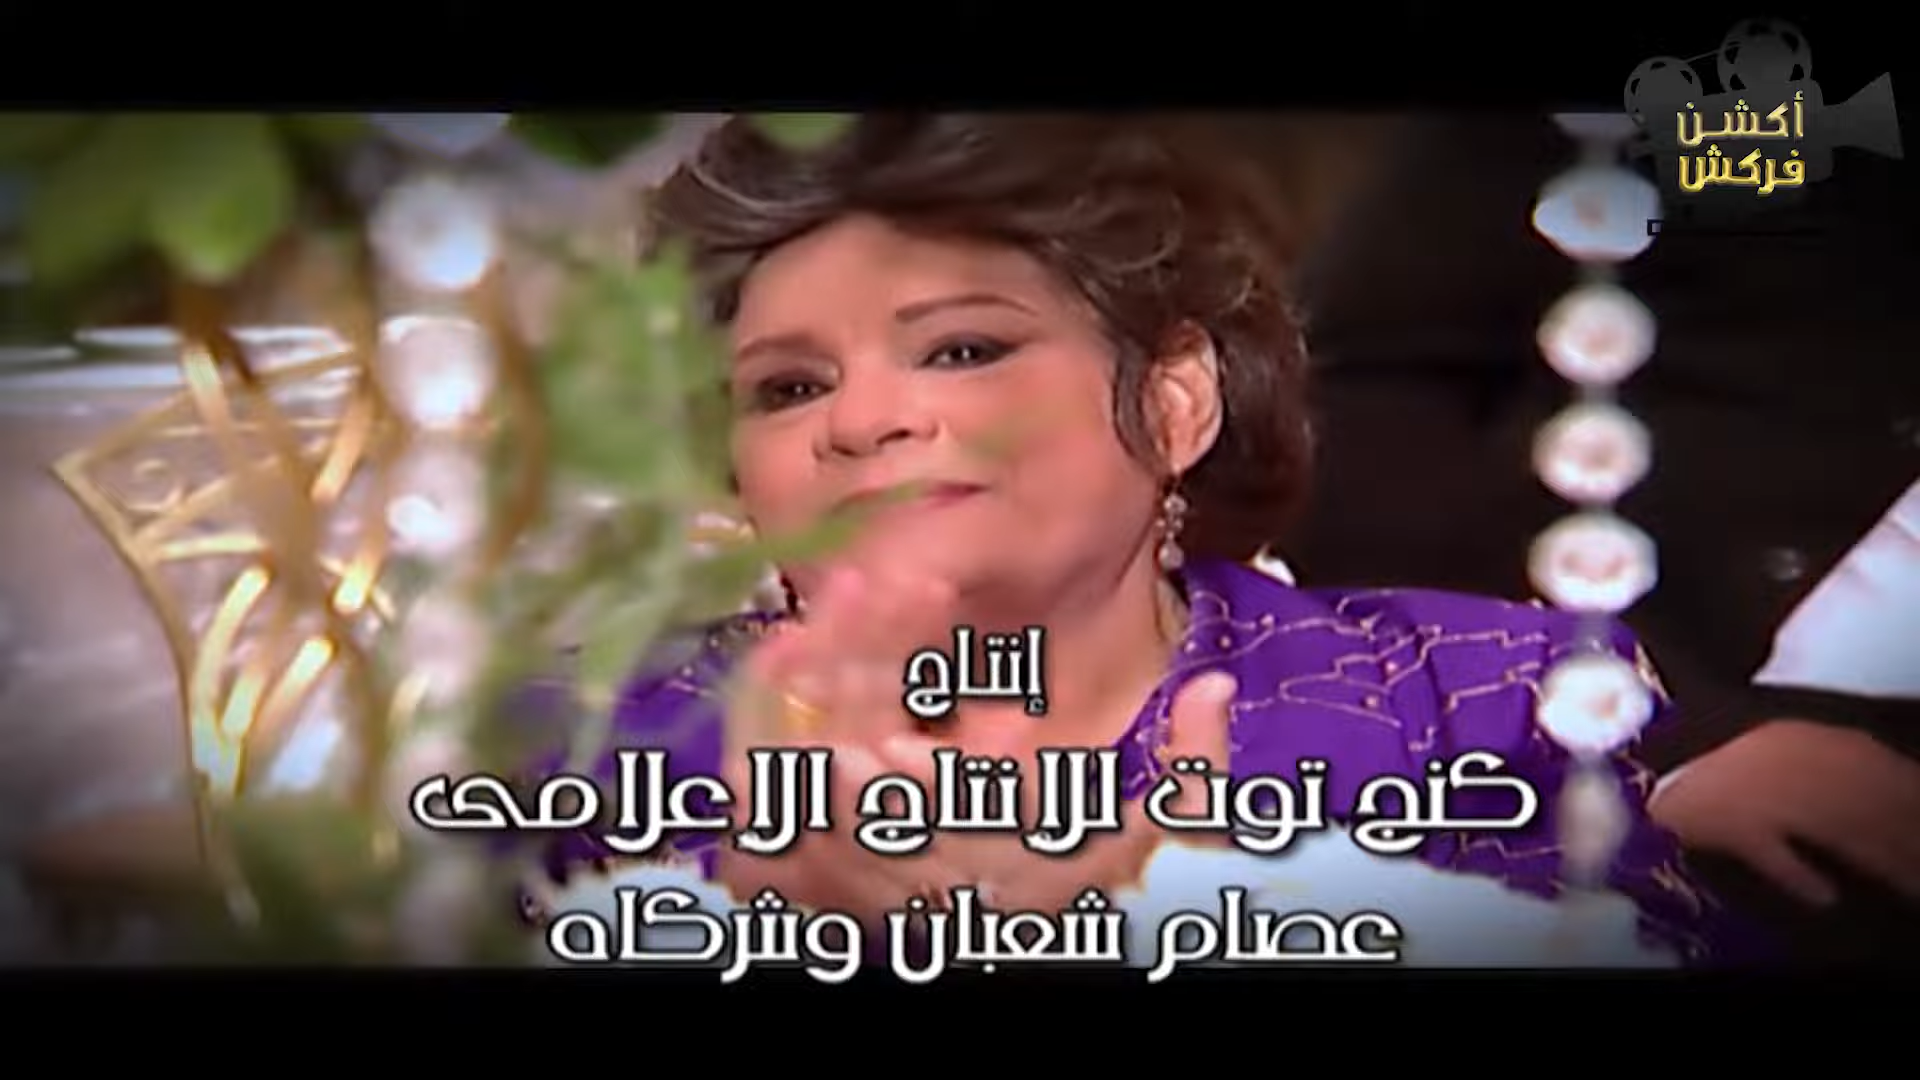 أكشن
فركش
إنتاج
كنج توت للإنتاج الإعلامى
عصام شعبان وشركاه